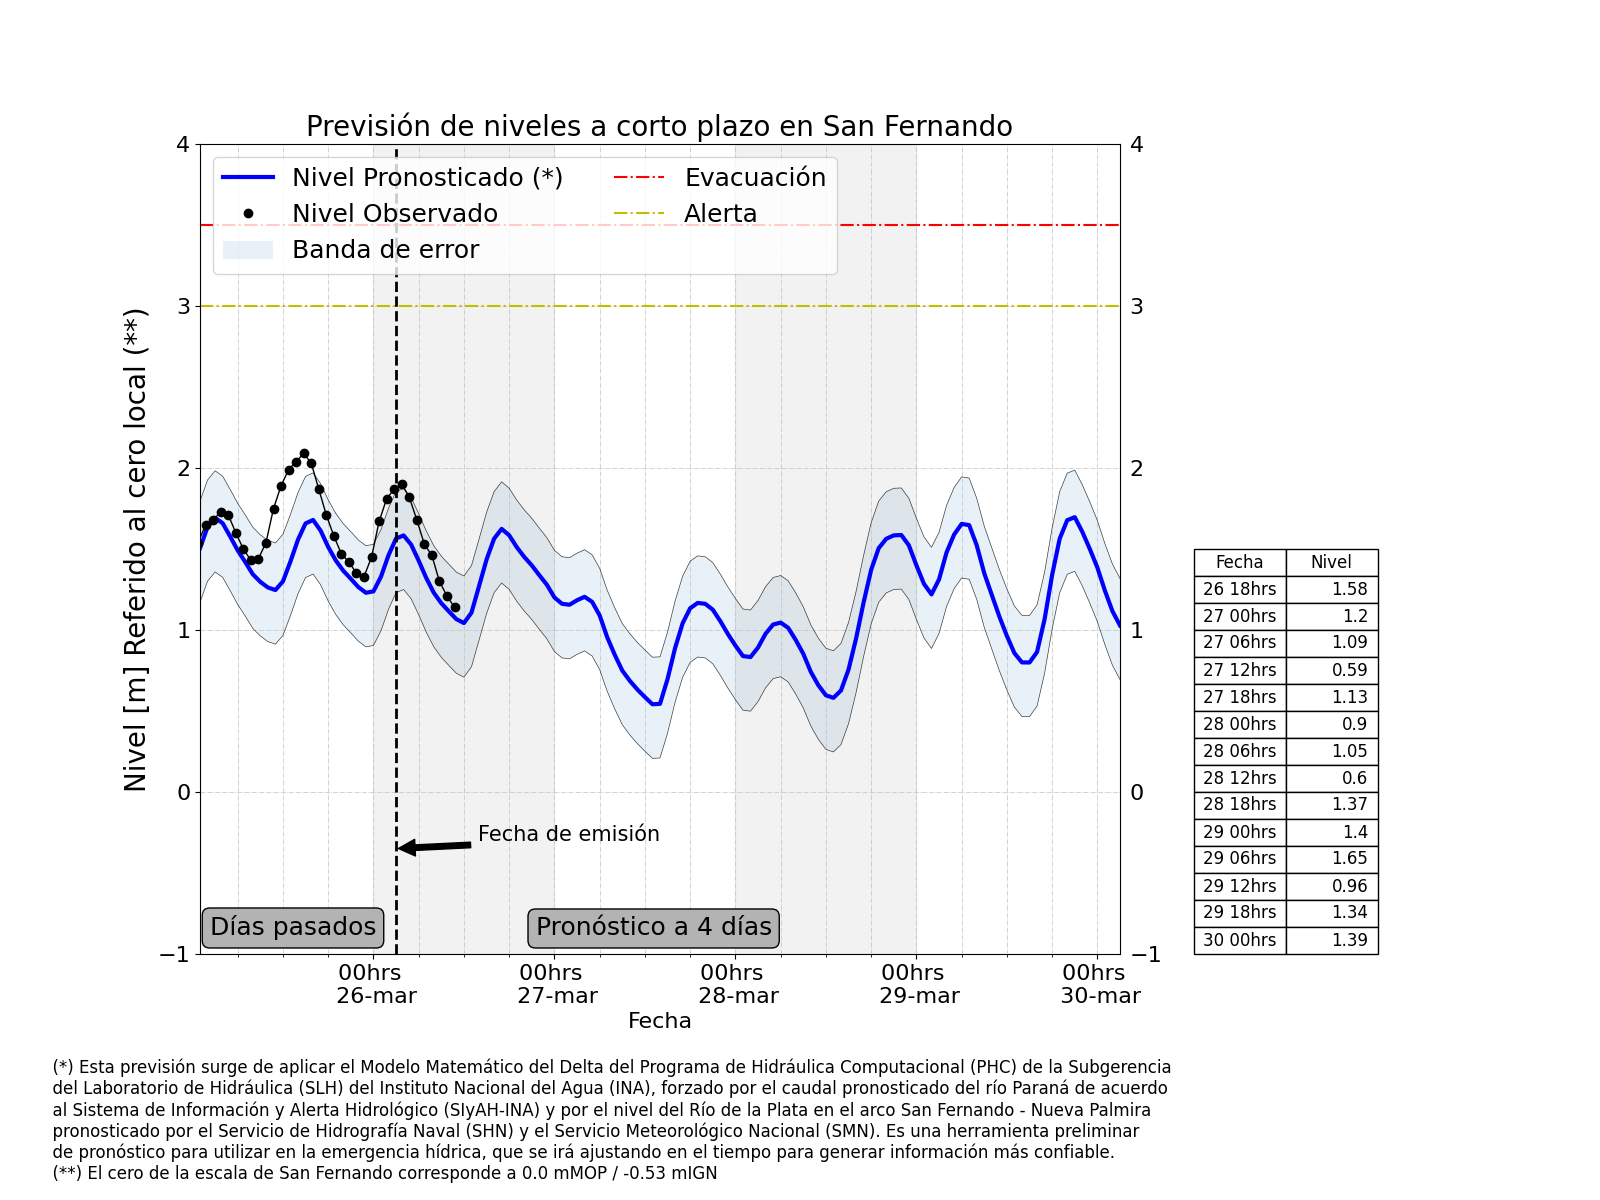 Previsión de niveles a corto plazo en San Fernando
Nivel Pronosticado (*)
Nivel Observado
Banda de error
Evacuación
Alerta
4
3
2
1
0
−1
4
3
2
1
0
−1
Nivel [m] Referido al cero local (**)
Fecha de emisión
Días pasados
Pronóstico a 4 días
00hrs
26-mar
00hrs
27-mar
00hrs
28-mar
00hrs
29-mar
00hrs
30-mar
Fecha
Fecha Nivel
26 18hrs 1.58
27 00hrs 1.2
27 06hrs 1.09
27 12hrs 0.59
27 18hrs 1.13
28 00hrs 0.9
28 06hrs 1.05
28 12hrs 0.6
28 18hrs 1.37
29 00hrs 1.4
29 06hrs 1.65
29 12hrs 0.96
29 18hrs 1.34
30 00hrs 1.39
(*) Esta previsión surge de aplicar el Modelo Matemático del Delta del Programa de Hidráulica Computacional (PHC) de la Subgerencia
del Laboratorio de Hidráulica (SLH) del Instituto Nacional del Agua (INA), forzado por el caudal pronosticado del río Paraná de acuerdo
al Sistema de Información y Alerta Hidrológico (SIyAH-INA) y por el nivel del Río de la Plata en el arco San Fernando - Nueva Palmira
pronosticado por el Servicio de Hidrografía Naval (SHN) y el Servicio Meteorológico Nacional (SMN). Es una herramienta preliminar
de pronóstico para utilizar en la emergencia hídrica, que se irá ajustando en el tiempo para generar información más confiable.
(**) El cero de la escala de San Fernando corresponde a 0.0 mMOP / -0.53 mIGN